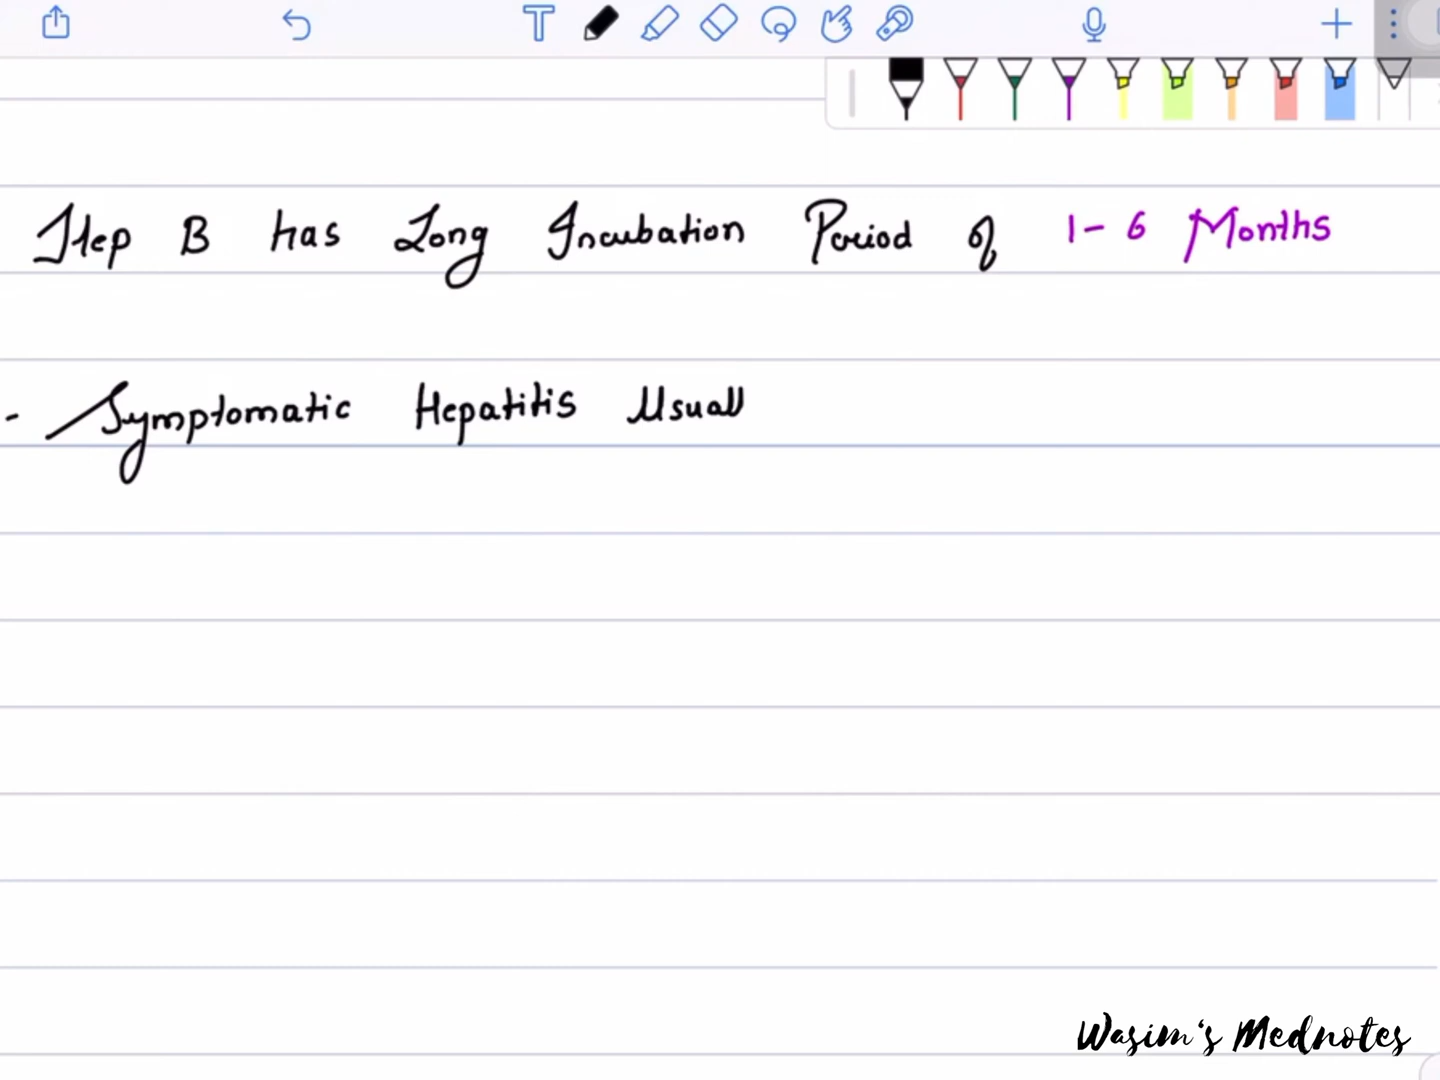 Hep B has Long Incubation Period of 1-6 Months
- Symptomatic Hepatitis Usuall
Wasim's Mednotes